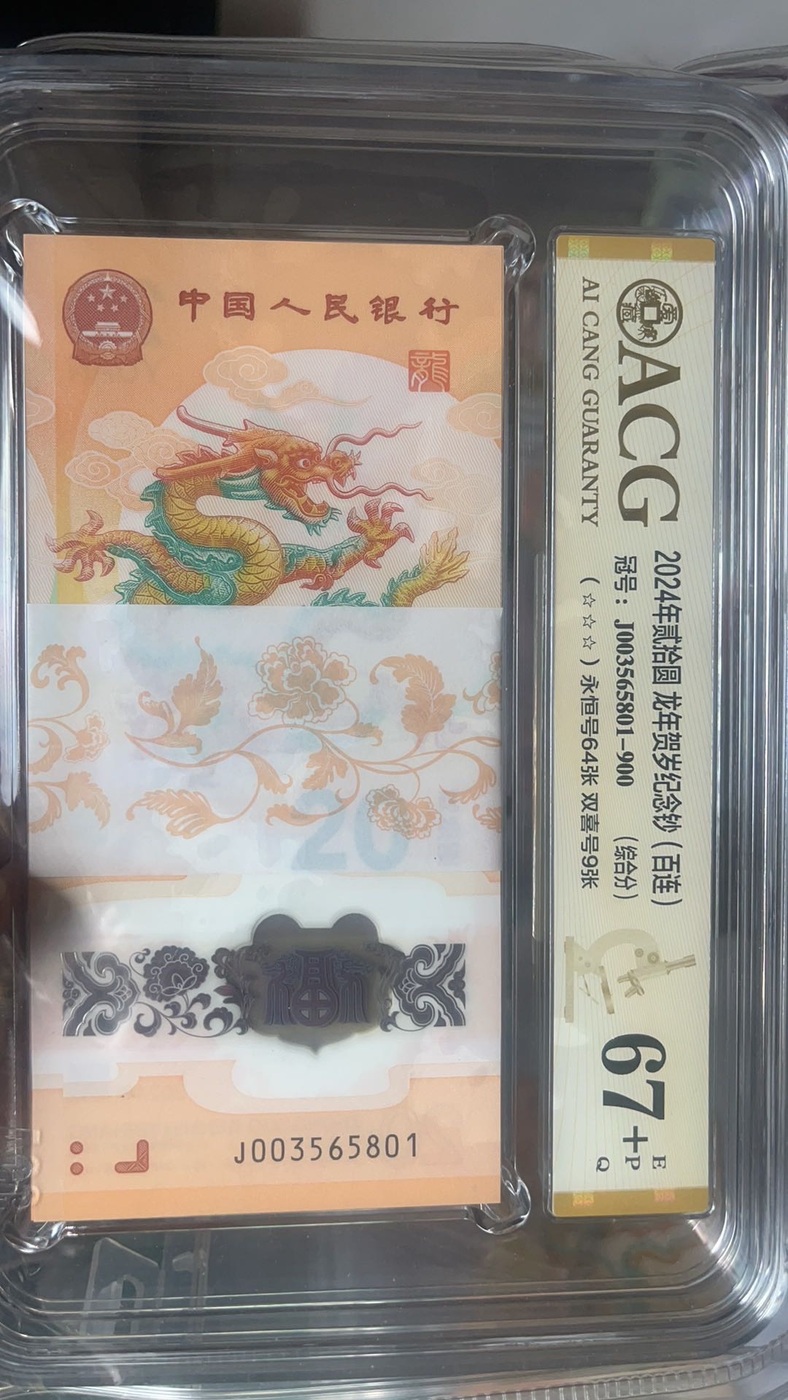 中国人民银行
龍
20
福
J003565801
ACG
AI CANG GUARANTY
2024年贰拾圆 龙年贺岁纪念钞（百连）
冠号：J003565801-900 （综合分）
（☆☆☆）永恒号64张 双喜号9张
67+
E
P
Q